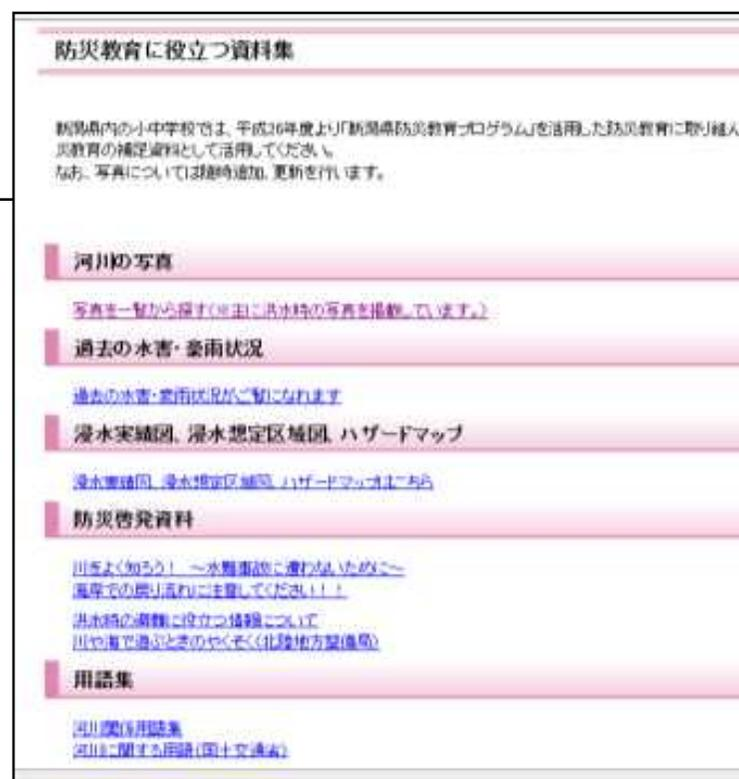 防災教育に役立つ資料集
新潟県内の小中学校では、平成26年度より「新潟県防災教育プログラム」を活用した防災教育に取り組ん
災教育の補足資料として活用してください。
なお、写真については随時追加、更新を行います。
河川の写真
写真を一覧から探す(※主に洪水時の写真を掲載しています。)
過去の水害・豪雨状況
過去の水害・豪雨状況がご覧になれます
浸水実績図、浸水想定区域図、ハザードマップ
浸水実績図、浸水想定区域図、ハザードマップはこちら
防災啓発資料
川をよく知ろう! ～水難事故に遭わないために～
海岸での戻り流れに注意してください!!
洪水時の避難に役立つ情報について
川や海で遊ぶときのやくそく(北陸地方整備局)
用語集
河川関係用語集
河川に関する用語(国土交通省)